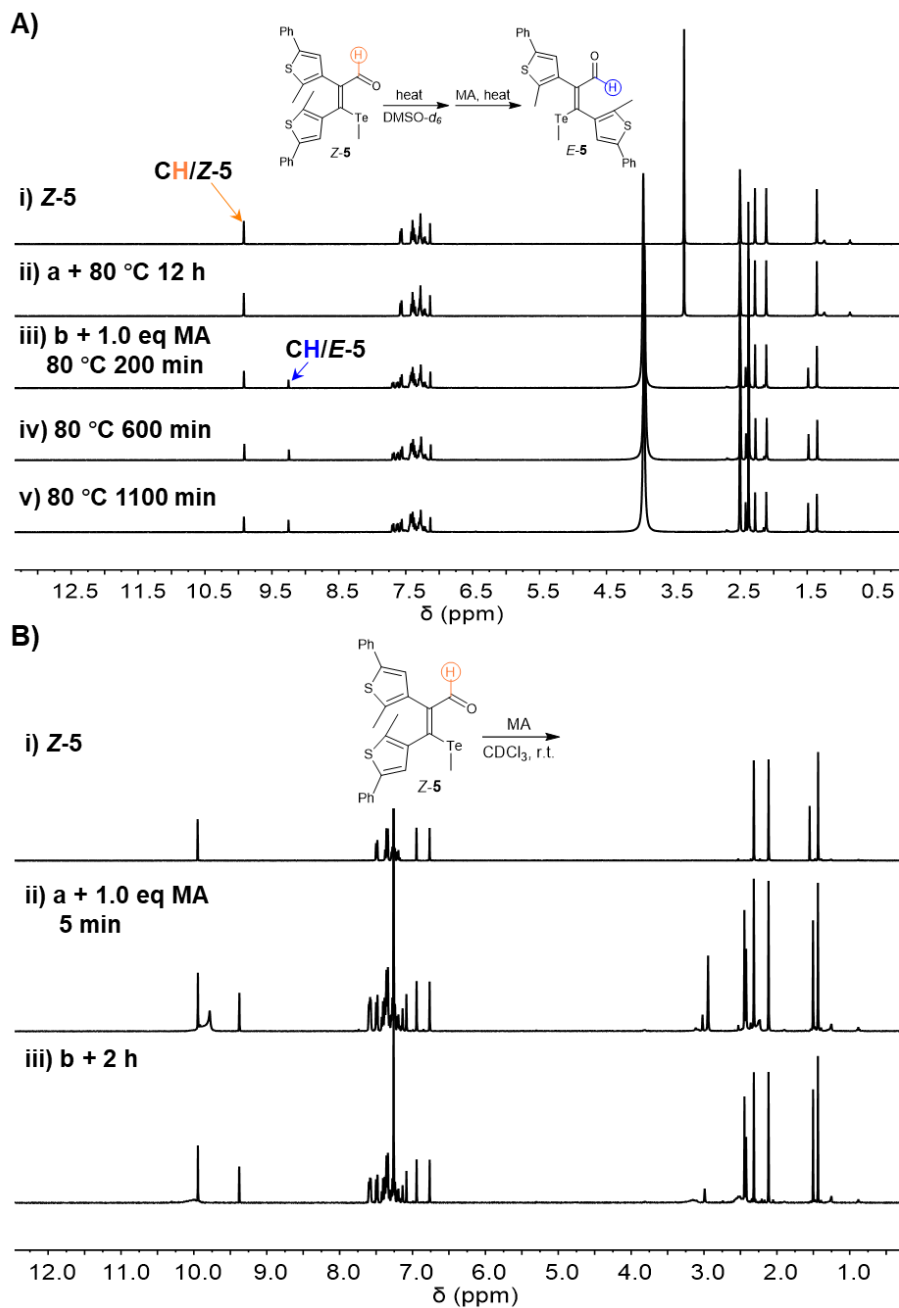 A)
Ph
S
H
O
Te
S
Ph
Z-5
heat
DMSO-d6
MA, heat
Ph
S
O
H
Te
S
Ph
E-5
CH/Z-5
i) Z-5
ii) a + 80 °C 12 h
iii) b + 1.0 eq MA
80 °C 200 min
CH/E-5
iv) 80 °C 600 min
v) 80 °C 1100 min
12.5 11.5 10.5 9.5 8.5 7.5 6.5 5.5 4.5 3.5 2.5 1.5 0.5
δ (ppm)
B)
Ph
S
H
O
Te
S
Ph
Z-5
MA
CDCl3, r.t.
i) Z-5
ii) a + 1.0 eq MA
5 min
iii) b + 2 h
12.0 11.0 10.0 9.0 8.0 7.0 6.0 5.0 4.0 3.0 2.0 1.0
δ (ppm)